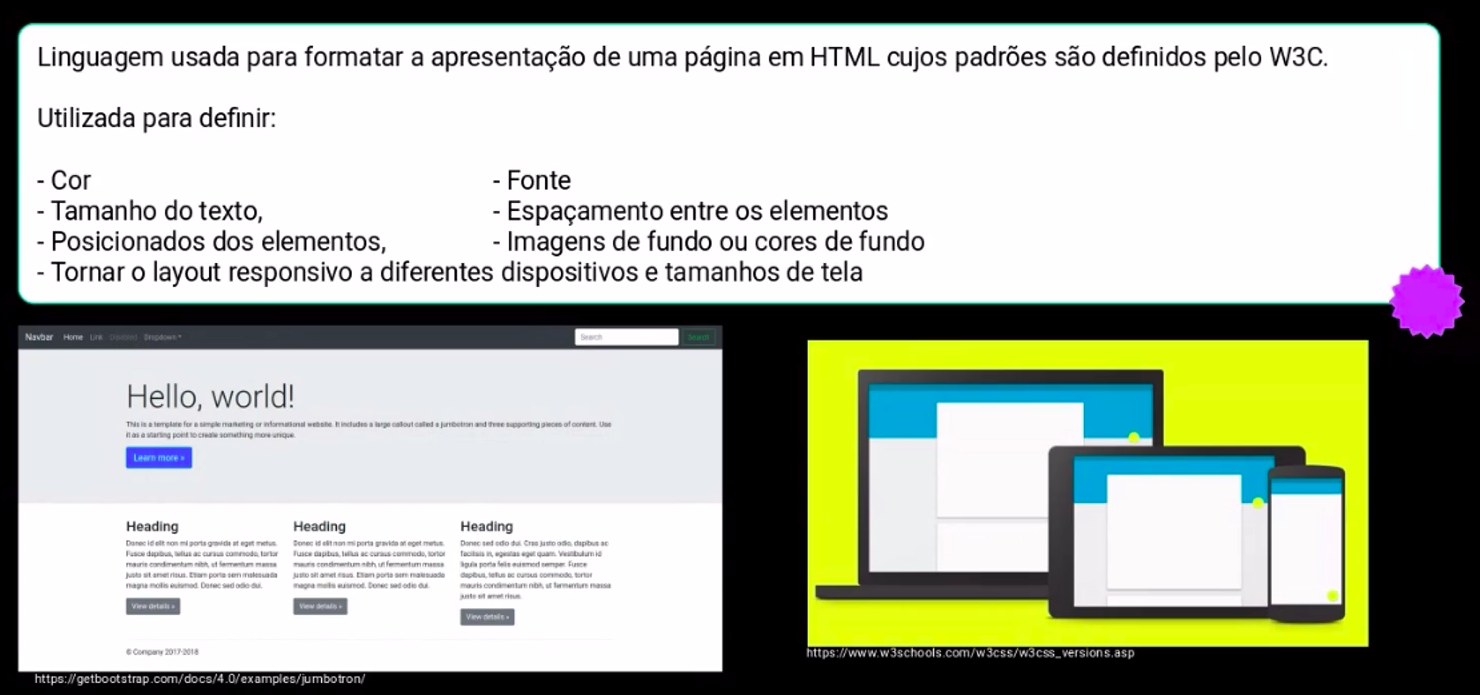 Linguagem usada para formatar a apresentação de uma página em HTML cujos padrões são definidos pelo W3C.
Utilizada para definir:
- Cor
- Tamanho do texto,
- Posicionados dos elementos,
- Tornar o layout responsivo a diferentes dispositivos e tamanhos de tela
- Fonte
- Espaçamento entre os elementos
- Imagens de fundo ou cores de fundo
Navbar Home Link Disabled Dropdown Search Search
Hello, world!
This is a template for a simple marketing or informational website. It includes a large callout called a jumbotron and three supporting pieces of content. Use
it as a starting point to create something more unique.
Learn more »
Heading
Donec id elit non mi porta gravida at eget metus.
Fusce dapibus, tellus ac cursus commodo, tortor
mauris condimentum nibh, ut fermentum massa
justo sit amet risus. Etiam porta sem malesuada
magna mollis euismod. Donec sed odio dui.
View details »
Heading
Donec id elit non mi porta gravida at eget metus.
Fusce dapibus, tellus ac cursus commodo, tortor
mauris condimentum nibh, ut fermentum massa
justo sit amet risus. Etiam porta sem malesuada
magna mollis euismod. Donec sed odio dui.
View details »
Heading
Donec sed odio dui. Cras justo odio, dapibus ac
facilisis in, egestas eget quam. Vestibulum id
ligula porta felis euismod semper. Fusce
dapibus, tellus ac cursus commodo, tortor
mauris condimentum nibh, ut fermentum massa
justo sit amet risus.
View details »
© Company 2017-2018
https://getbootstrap.com/docs/4.0/examples/jumbotron/
https://www.w3schools.com/w3css/w3css_versions.asp